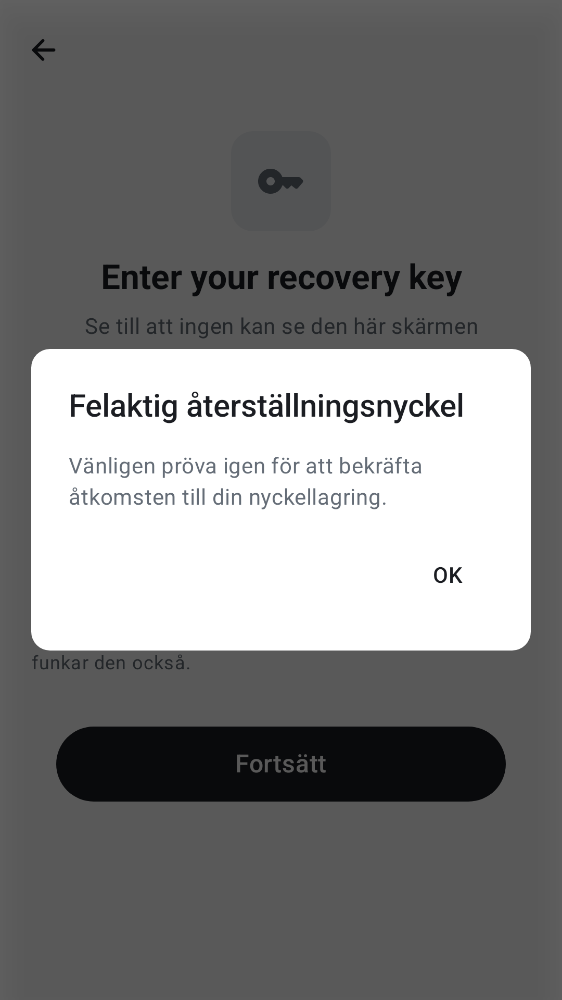 Enter your recovery key
Se till att ingen kan se den här skärmen
Felaktig återställningsnyckel
Vänligen pröva igen för att bekräfta
åtkomsten till din nyckellagring.
OK
funkar den också.
Fortsätt